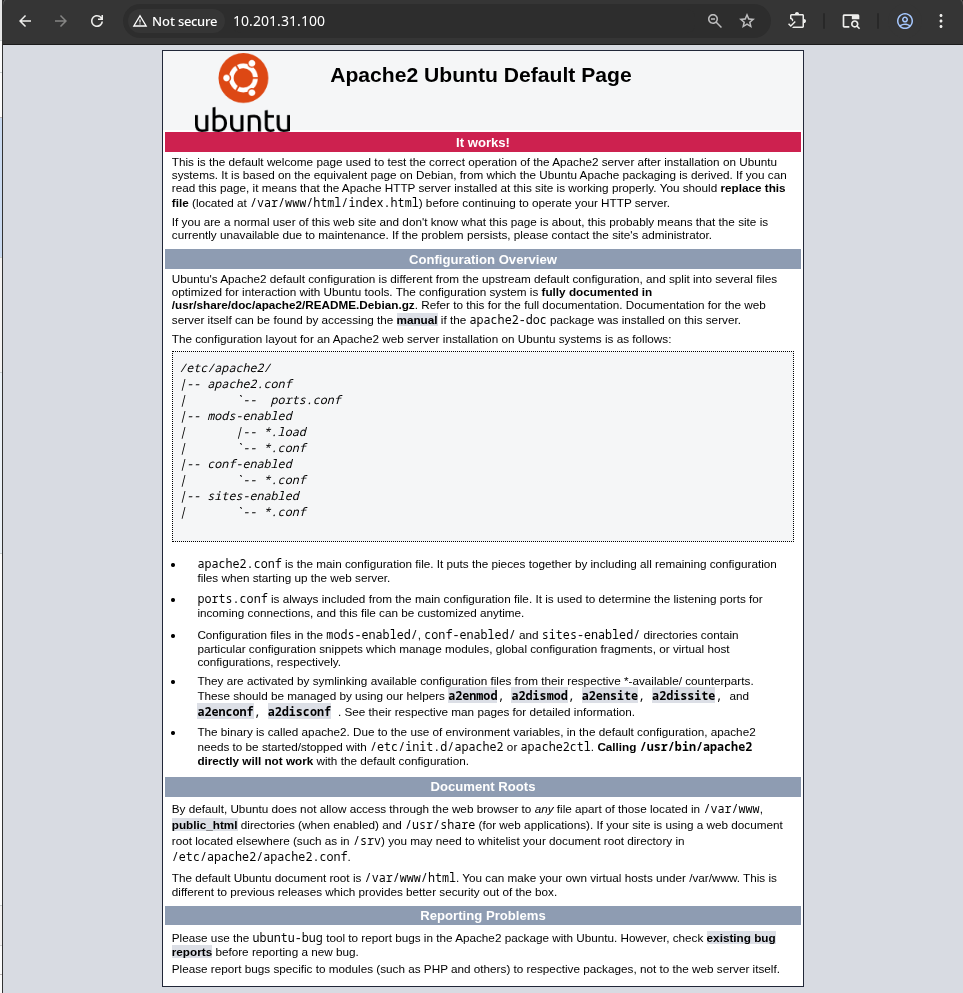 Not secure 10.201.31.100
Apache2 Ubuntu Default Page
ubuntu
It works!
This is the default welcome page used to test the correct operation of the Apache2 server after installation on Ubuntu
systems. It is based on the equivalent page on Debian, from which the Ubuntu Apache packaging is derived. If you can
read this page, it means that the Apache HTTP server installed at this site is working properly. You should replace this
file (located at /var/www/html/index.html) before continuing to operate your HTTP server.
If you are a normal user of this web site and don't know what this page is about, this probably means that the site is
currently unavailable due to maintenance. If the problem persists, please contact the site's administrator.
Configuration Overview
Ubuntu's Apache2 default configuration is different from the upstream default configuration, and split into several files
optimized for interaction with Ubuntu tools. The configuration system is fully documented in
/usr/share/doc/apache2/README.Debian.gz. Refer to this for the full documentation. Documentation for the web
server itself can be found by accessing the manual if the apache2-doc package was installed on this server.
The configuration layout for an Apache2 web server installation on Ubuntu systems is as follows:
/etc/apache2/
|-- apache2.conf
|       `--  ports.conf
|-- mods-enabled
|       |-- *.load
|       `-- *.conf
|-- conf-enabled
|       `-- *.conf
|-- sites-enabled
|       `-- *.conf
• apache2.conf is the main configuration file. It puts the pieces together by including all remaining configuration
files when starting up the web server.
• ports.conf is always included from the main configuration file. It is used to determine the listening ports for
incoming connections, and this file can be customized anytime.
• Configuration files in the mods-enabled/, conf-enabled/ and sites-enabled/ directories contain
particular configuration snippets which manage modules, global configuration fragments, or virtual host
configurations, respectively.
• They are activated by symlinking available configuration files from their respective *-available/ counterparts.
These should be managed by using our helpers a2enmod, a2dismod, a2ensite, a2dissite, and
a2enconf, a2disconf . See their respective man pages for detailed information.
• The binary is called apache2. Due to the use of environment variables, in the default configuration, apache2
needs to be started/stopped with /etc/init.d/apache2 or apache2ctl. Calling /usr/bin/apache2
directly will not work with the default configuration.
Document Roots
By default, Ubuntu does not allow access through the web browser to any file apart of those located in /var/www,
public_html directories (when enabled) and /usr/share (for web applications). If your site is using a web document
root located elsewhere (such as in /srv) you may need to whitelist your document root directory in
/etc/apache2/apache2.conf.
The default Ubuntu document root is /var/www/html. You can make your own virtual hosts under /var/www. This is
different to previous releases which provides better security out of the box.
Reporting Problems
Please use the ubuntu-bug tool to report bugs in the Apache2 package with Ubuntu. However, check existing bug
reports before reporting a new bug.
Please report bugs specific to modules (such as PHP and others) to respective packages, not to the web server itself.